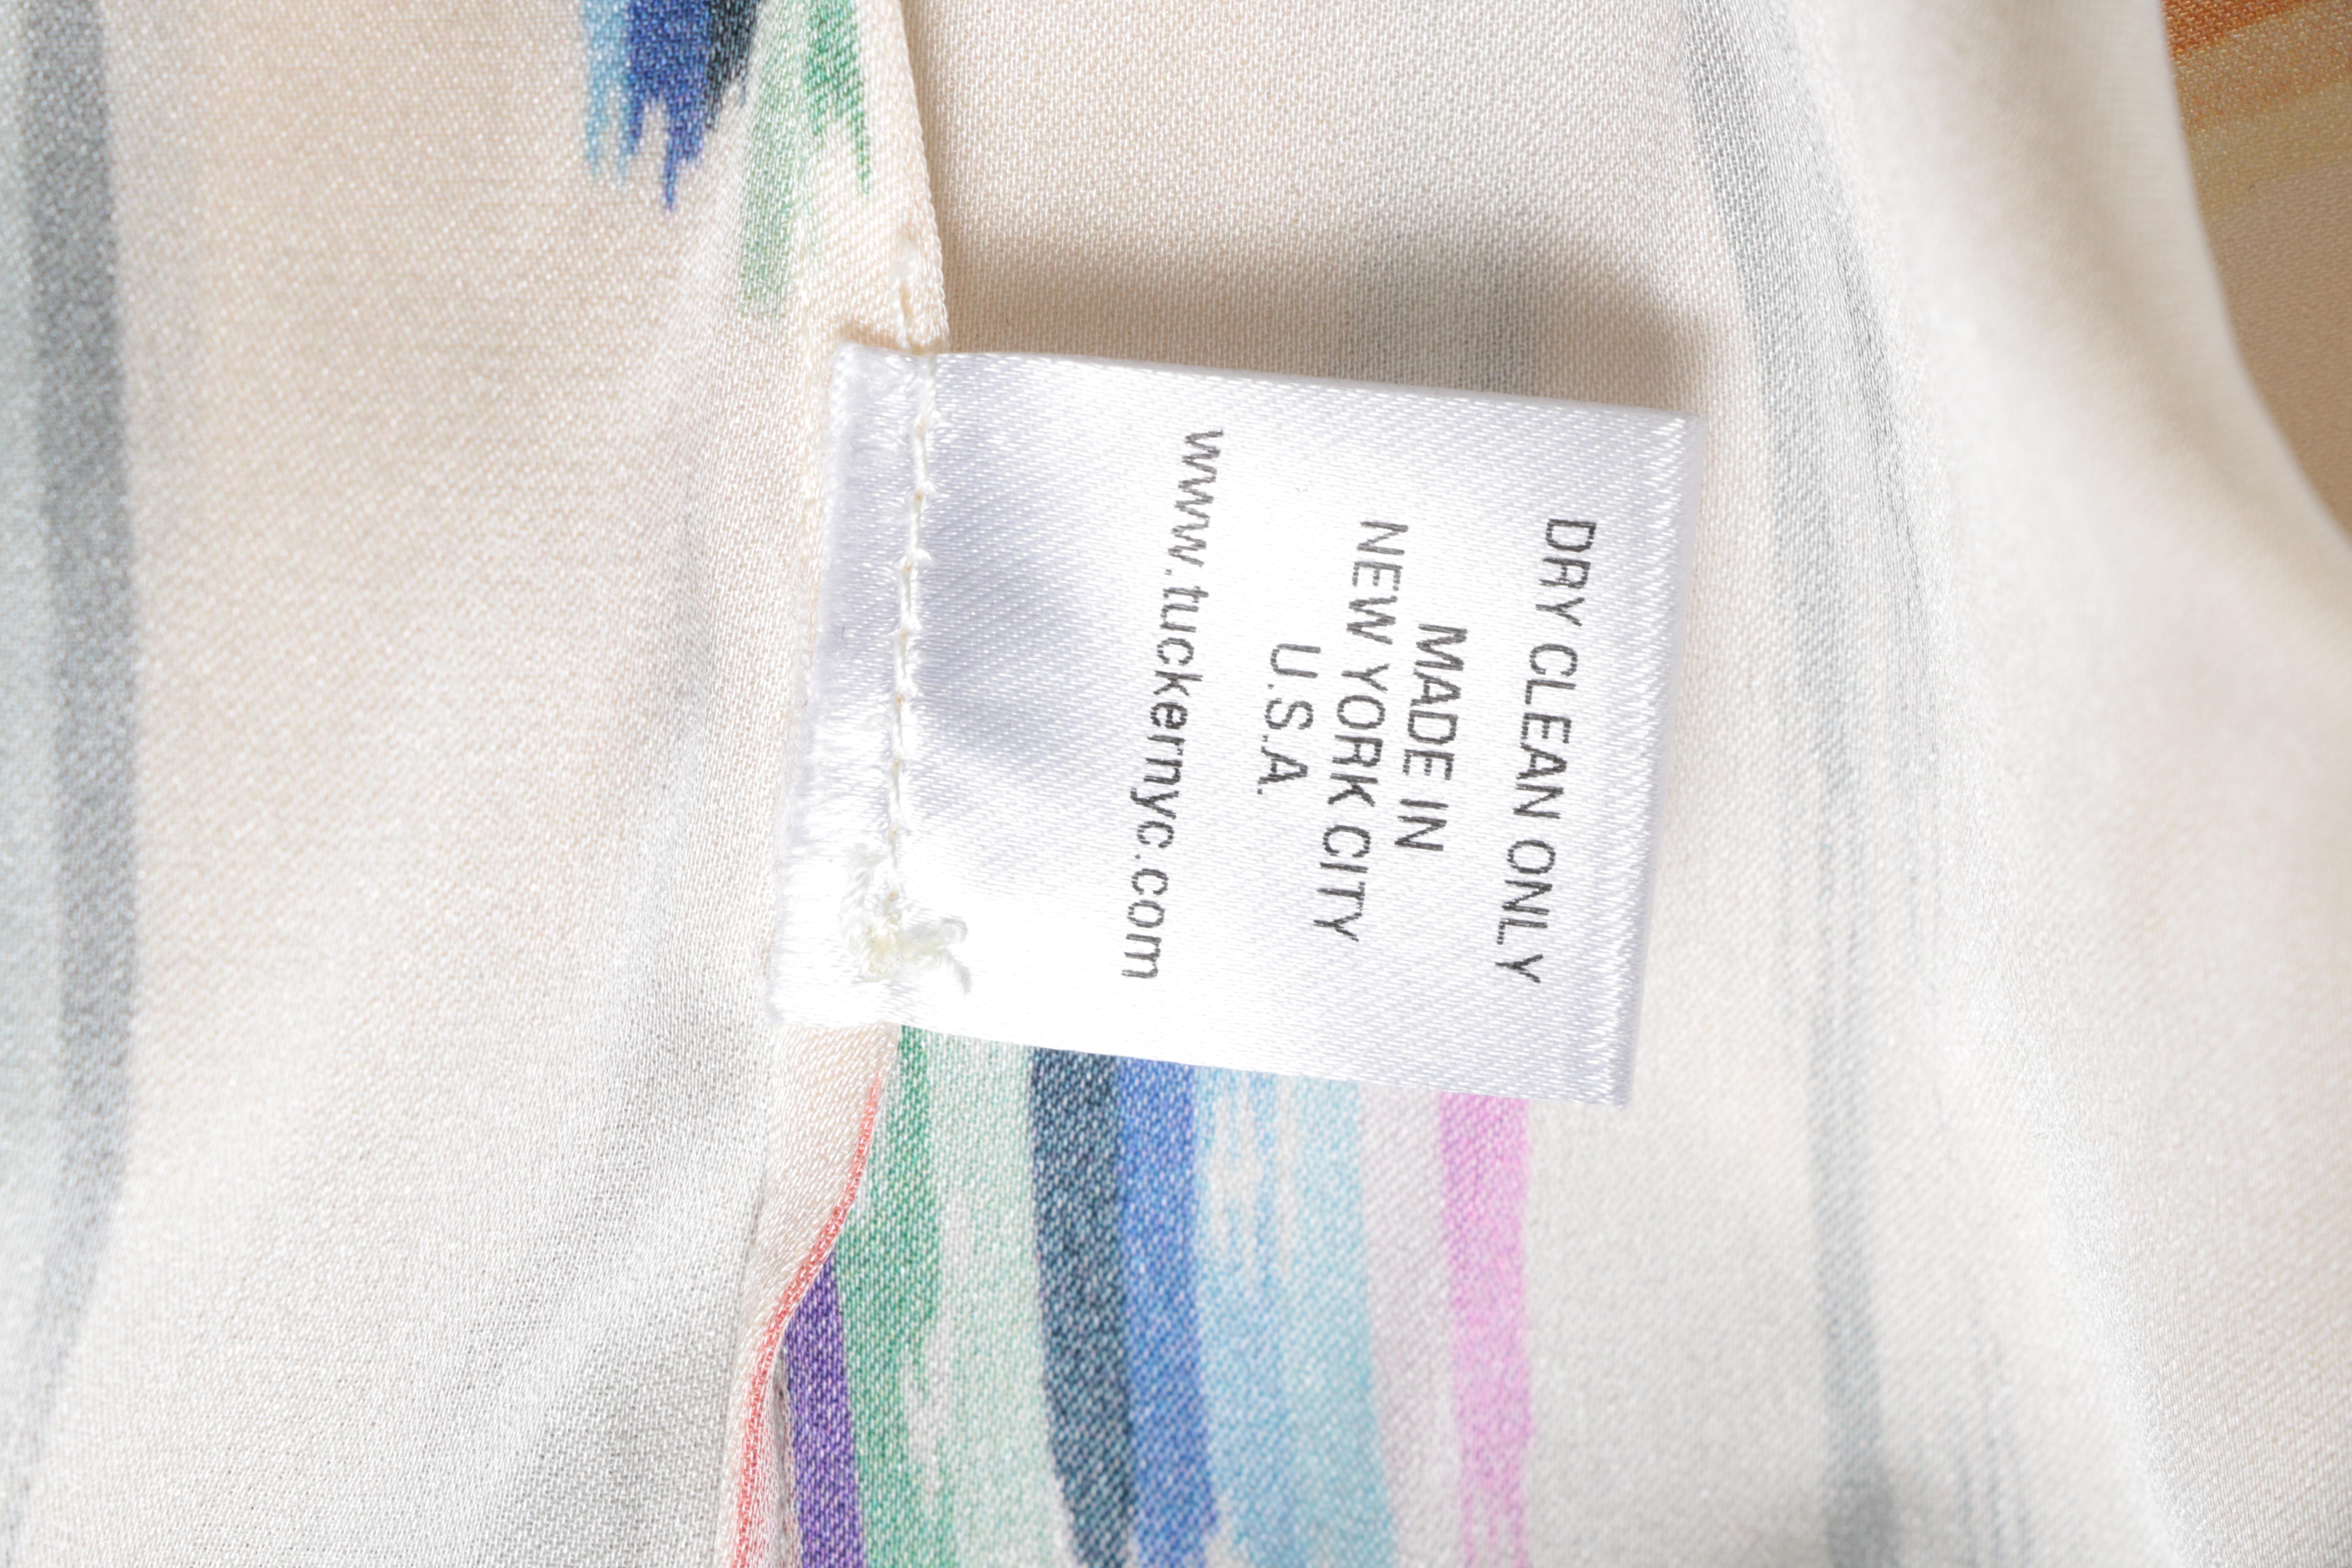 DRY CLEAN ONLY
MADE IN
NEW YORK CITY
U.S.A.
www.tuckernyc.com